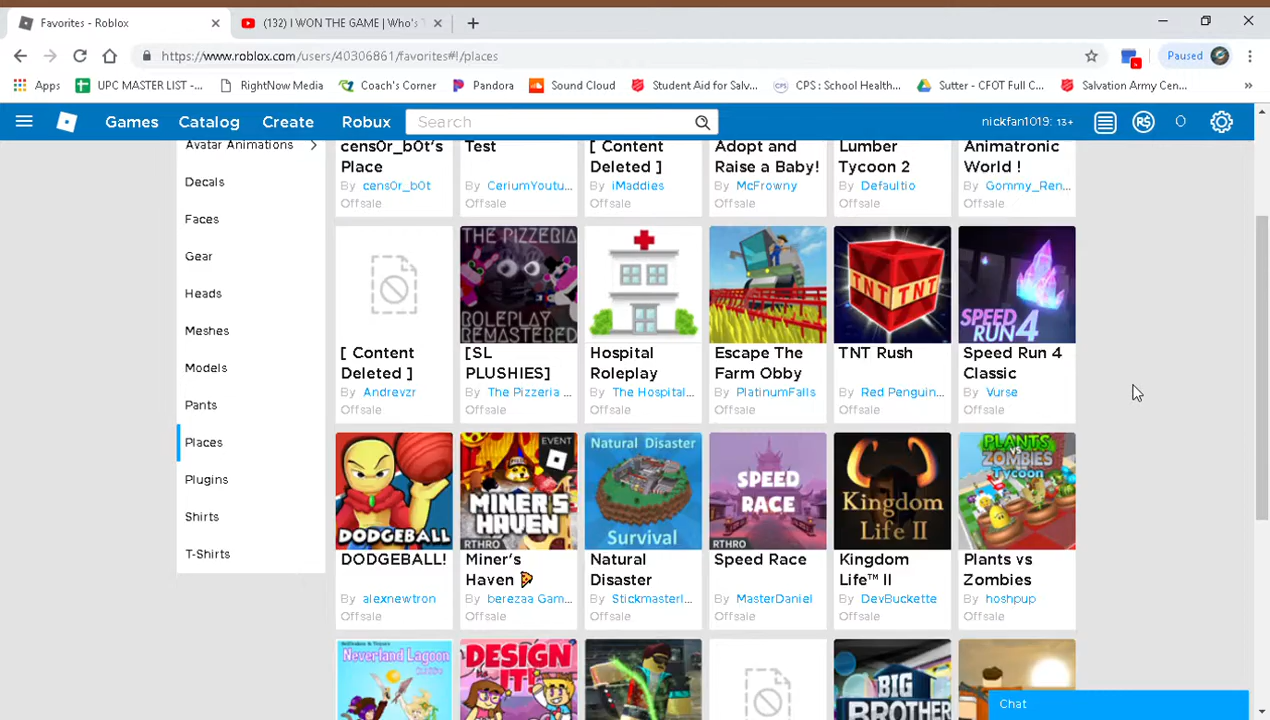 Favorites - Roblox
(132) I WON THE GAME | Who's T
https://www.roblox.com/users/40306861/favorites#!/places
Paused
Apps
UPC MASTER LIST -...
RightNow Media
Coach's Corner
Pandora
Sound Cloud
Student Aid for Salv...
CPS : School Health...
Sutter - CFOT Full C...
Salvation Army Cen...
»
Games
Catalog
Create
Robux
Search
nickfan1019: 13+
RS
0
Avatar Animations
Decals
Faces
Gear
Heads
Meshes
Models
Pants
Places
Plugins
Shirts
T-Shirts
cens0r_b0t's
Place
By cens0r_b0t
Offsale
Test
By CeriumYoutu...
Offsale
[ Content
Deleted ]
By iMaddies
Offsale
Adopt and
Raise a Baby!
By McFrowny
Offsale
Lumber
Tycoon 2
By Defaultio
Offsale
Animatronic
World !
By Gommy_Ren...
Offsale
[ Content
Deleted ]
By Andrevzr
Offsale
THE PIZZERIA
ROLEPLAY
REMASTERED
[SL
PLUSHIES]
By The Pizzeria ...
Offsale
Hospital
Roleplay
By The Hospital...
Offsale
Escape The
Farm Obby
By PlatinumFalls
Offsale
TNT TNT
TNT Rush
By Red Penguin...
Offsale
SPEED
RUN 4
Speed Run 4
Classic
By Vurse
Offsale
DODGEBALL
DODGEBALL!
By alexnewtron
Offsale
EVENT
MINER'S
HAVEN
RTHRO
Miner's
Haven
By berezaa Gam...
Offsale
Natural Disaster
Survival
Natural
Disaster
By Stickmasterl...
Offsale
SPEED
RACE
RTHRO
Speed Race
By MasterDaniel
Offsale
Kingdom
Life II
Kingdom
Life™ II
By DevBuckette
Offsale
PLANTS
VS
ZOMBIES
Tycoon
Plants vs
Zombies
By hoshpup
Offsale
Neverland Lagoon
DESIGN
IT!
BIG
BROTHER
Chat